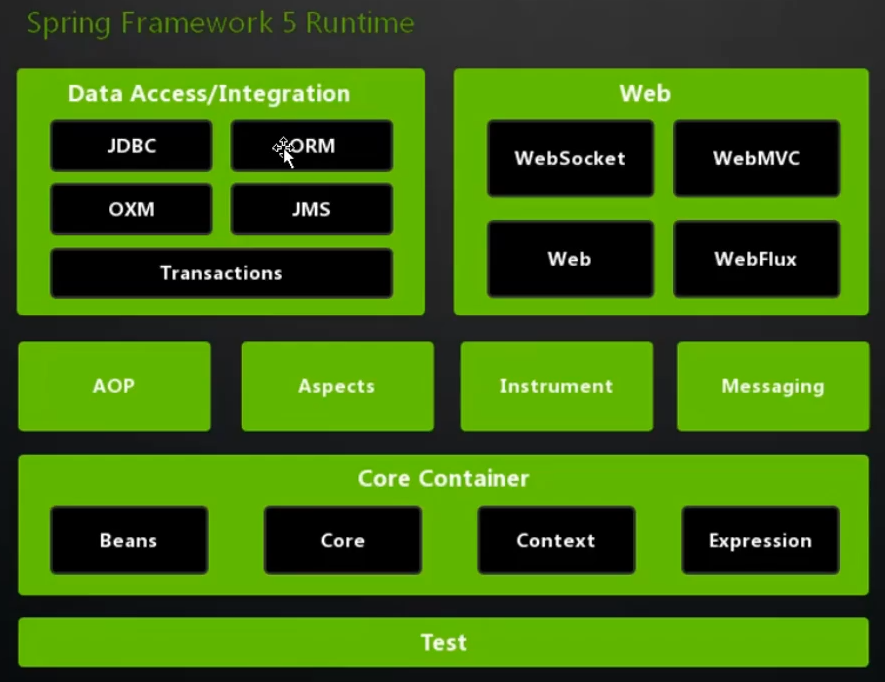 Spring Framework 5 Runtime
Data Access/Integration
JDBC
ORM
OXM
JMS
Transactions
Web
WebSocket
WebMVC
Web
WebFlux
AOP
Aspects
Instrument
Messaging
Core Container
Beans
Core
Context
Expression
Test